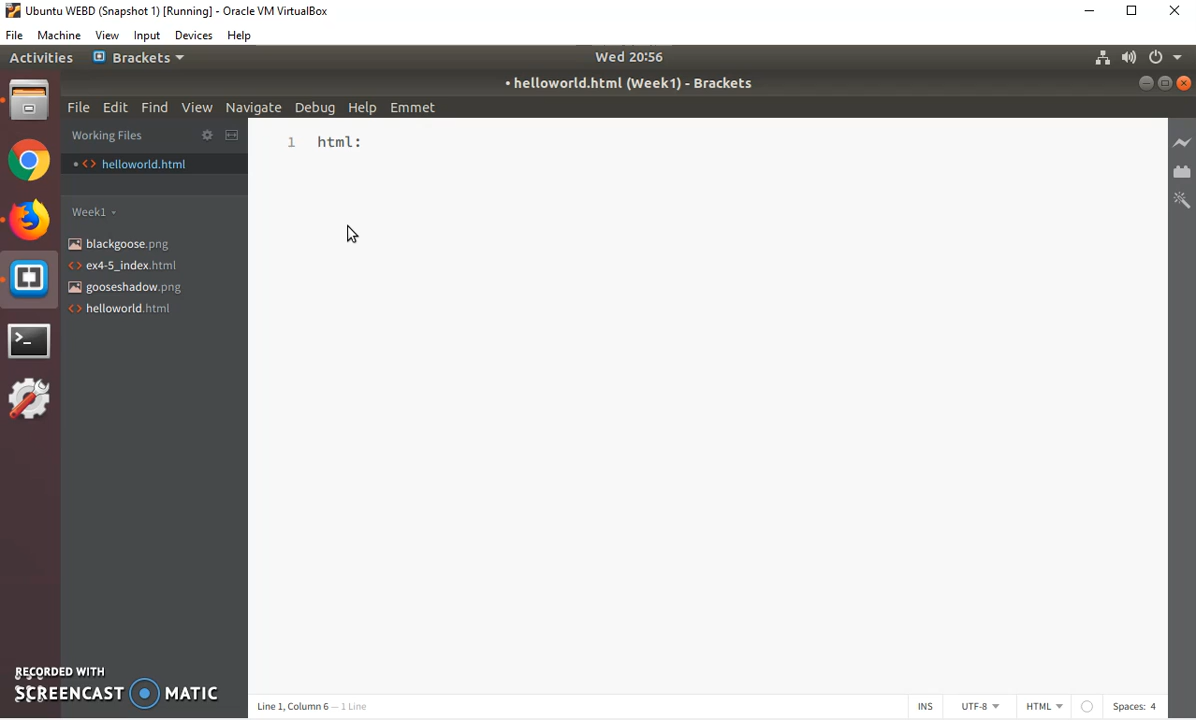 Ubuntu WEBD (Snapshot 1) [Running] - Oracle VM VirtualBox
File Machine View Input Devices Help
Activities Brackets Wed 20:56
• helloworld.html (Week1) - Brackets
File Edit Find View Navigate Debug Help Emmet
Working Files
helloworld.html
1 html:
Week1
blackgoose.png
ex4-5_index.html
gooseshadow.png
helloworld.html
RECORDED WITH
SCREENCAST MATIC
Line 1, Column 6 — 1 Line INS UTF-8 HTML Spaces: 4